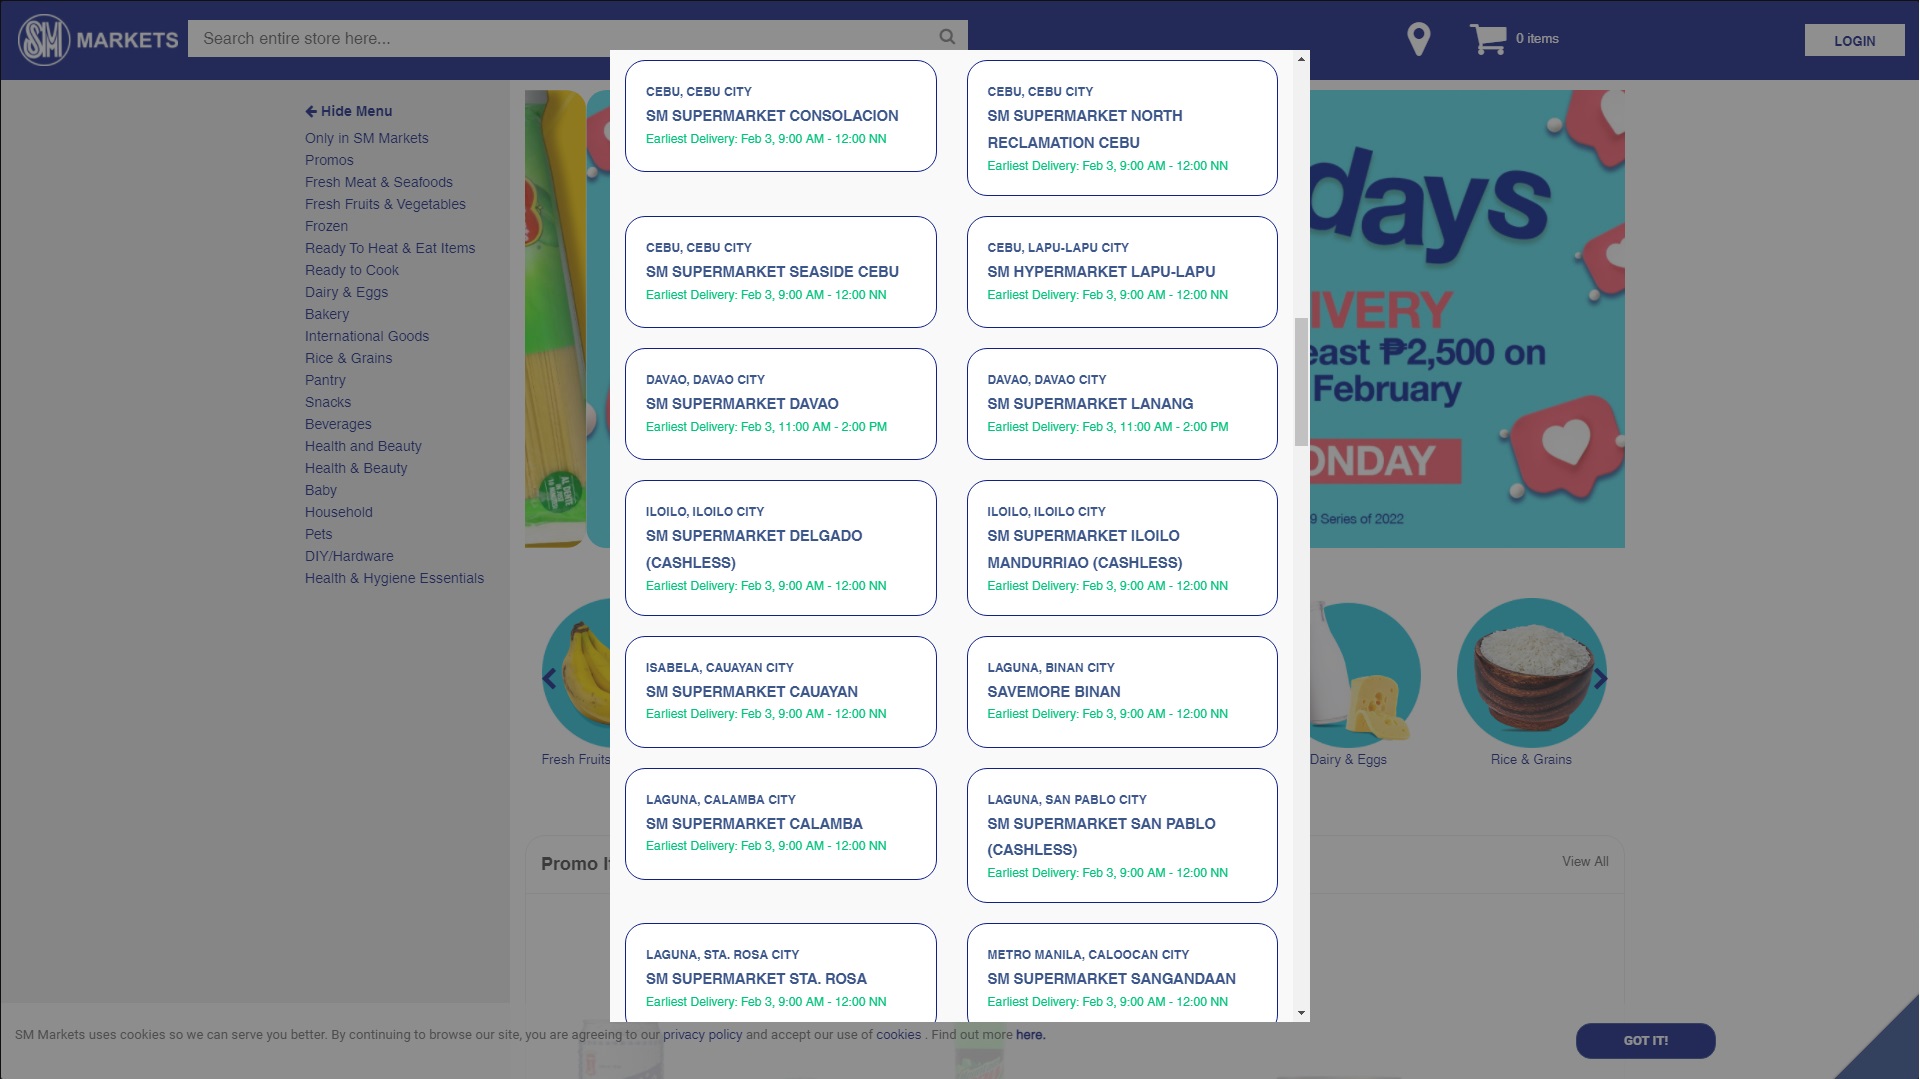 SM MARKETS
Search entire store here...
0 items
LOGIN
Hide Menu
Only in SM Markets
Promos
Fresh Meat & Seafoods
Fresh Fruits & Vegetables
Frozen
Ready To Heat & Eat Items
Ready to Cook
Dairy & Eggs
Bakery
International Goods
Rice & Grains
Pantry
Snacks
Beverages
Health and Beauty
Health & Beauty
Baby
Household
Pets
DIY/Hardware
Health & Hygiene Essentials
CEBU, CEBU CITY
SM SUPERMARKET CONSOLACION
Earliest Delivery: Feb 3, 9:00 AM - 12:00 NN
CEBU, CEBU CITY
SM SUPERMARKET NORTH
RECLAMATION CEBU
Earliest Delivery: Feb 3, 9:00 AM - 12:00 NN
CEBU, CEBU CITY
SM SUPERMARKET SEASIDE CEBU
Earliest Delivery: Feb 3, 9:00 AM - 12:00 NN
CEBU, LAPU-LAPU CITY
SM HYPERMARKET LAPU-LAPU
Earliest Delivery: Feb 3, 9:00 AM - 12:00 NN
DAVAO, DAVAO CITY
SM SUPERMARKET DAVAO
Earliest Delivery: Feb 3, 11:00 AM - 2:00 PM
DAVAO, DAVAO CITY
SM SUPERMARKET LANANG
Earliest Delivery: Feb 3, 11:00 AM - 2:00 PM
ILOILO, ILOILO CITY
SM SUPERMARKET DELGADO
(CASHLESS)
Earliest Delivery: Feb 3, 9:00 AM - 12:00 NN
ILOILO, ILOILO CITY
SM SUPERMARKET ILOILO
MANDURRIAO (CASHLESS)
Earliest Delivery: Feb 3, 9:00 AM - 12:00 NN
ISABELA, CAUAYAN CITY
SM SUPERMARKET CAUAYAN
Earliest Delivery: Feb 3, 9:00 AM - 12:00 NN
LAGUNA, BINAN CITY
SAVEMORE BINAN
Earliest Delivery: Feb 3, 9:00 AM - 12:00 NN
LAGUNA, CALAMBA CITY
SM SUPERMARKET CALAMBA
Earliest Delivery: Feb 3, 9:00 AM - 12:00 NN
LAGUNA, SAN PABLO CITY
SM SUPERMARKET SAN PABLO
(CASHLESS)
Earliest Delivery: Feb 3, 9:00 AM - 12:00 NN
LAGUNA, STA. ROSA CITY
SM SUPERMARKET STA. ROSA
Earliest Delivery: Feb 3, 9:00 AM - 12:00 NN
METRO MANILA, CALOOCAN CITY
SM SUPERMARKET SANGANDAAN
Earliest Delivery: Feb 3, 9:00 AM - 12:00 NN
days
IVERY
east ₱2,500 on
February
ONDAY
9 Series of 2022
Fresh Fruits
Dairy & Eggs
Rice & Grains
Promo I
View All
SM Markets uses cookies so we can serve you better. By continuing to browse our site, you are agreeing to our privacy policy and accept our use of cookies . Find out more here.
GOT IT!